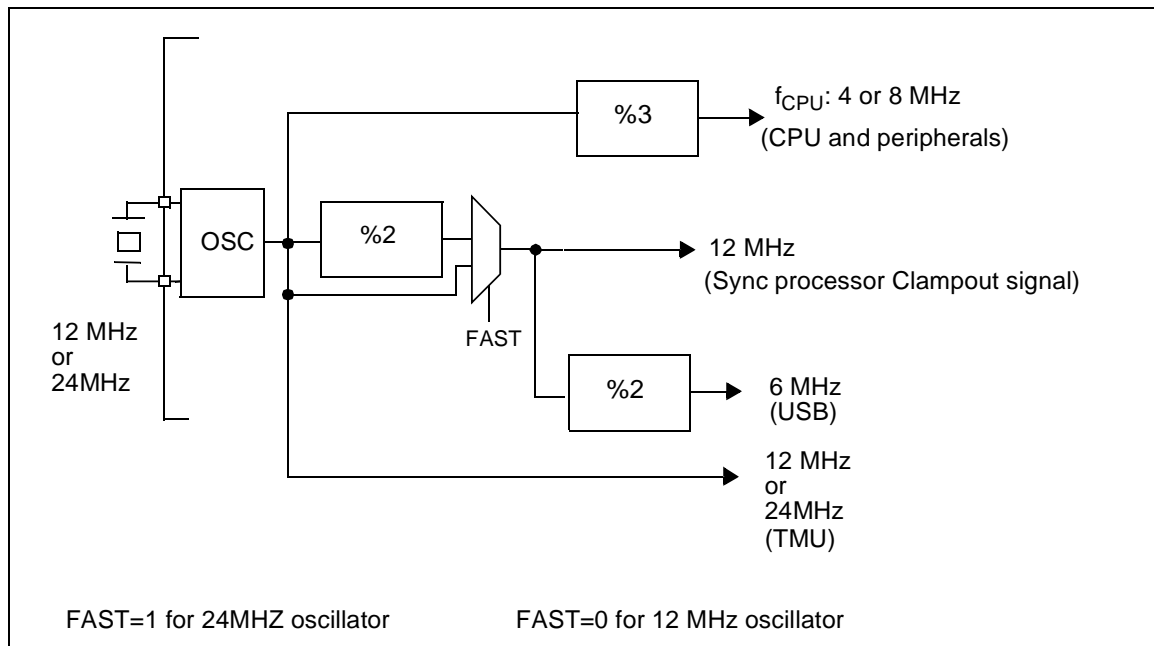 %3
fCPU: 4 or 8 MHz
(CPU and peripherals)
OSC
%2
12 MHz
(Sync processor Clampout signal)
FAST
12 MHz
or
24MHz
%2
6 MHz
(USB)
12 MHz
or
24MHz
(TMU)
FAST=1 for 24MHZ oscillator
FAST=0 for 12 MHz oscillator